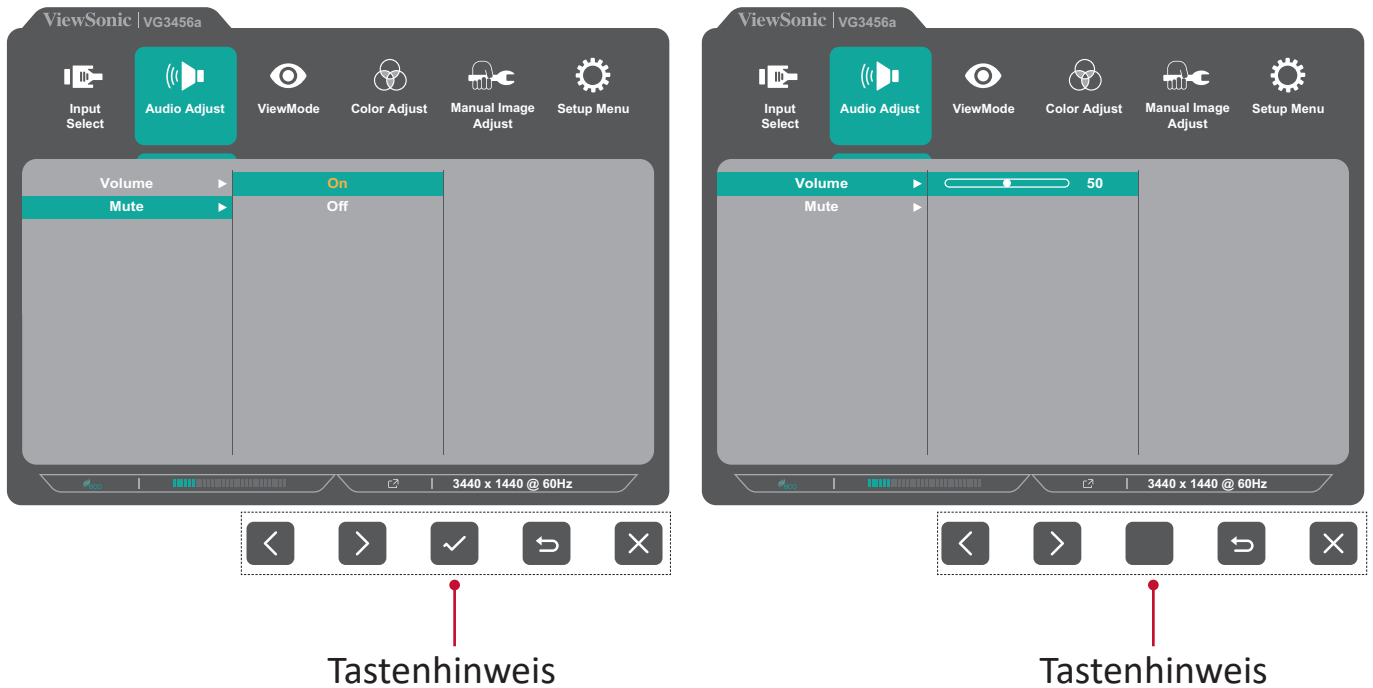 ViewSonic VG3456a
Input Select
Audio Adjust
ViewMode
Color Adjust
Manual Image Adjust
Setup Menu
Volume
On
Mute
Off
eco
3440 x 1440 @ 60Hz
Tastenhinweis
ViewSonic VG3456a
Input Select
Audio Adjust
ViewMode
Color Adjust
Manual Image Adjust
Setup Menu
Volume
50
Mute
eco
3440 x 1440 @ 60Hz
Tastenhinweis